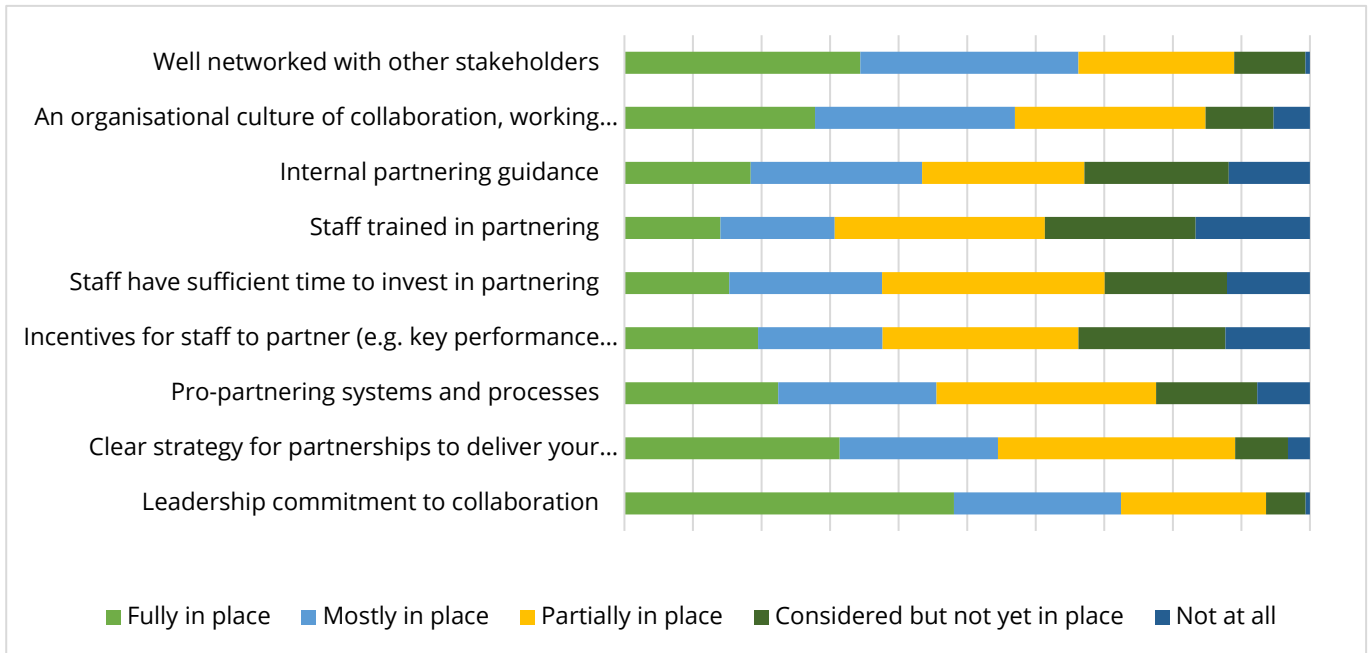 Well networked with other stakeholders
An organisational culture of collaboration, working...
Internal partnering guidance
Staff trained in partnering
Staff have sufficient time to invest in partnering
Incentives for staff to partner (e.g. key performance...
Pro-partnering systems and processes
Clear strategy for partnerships to deliver your...
Leadership commitment to collaboration
Fully in place Mostly in place Partially in place Considered but not yet in place Not at all